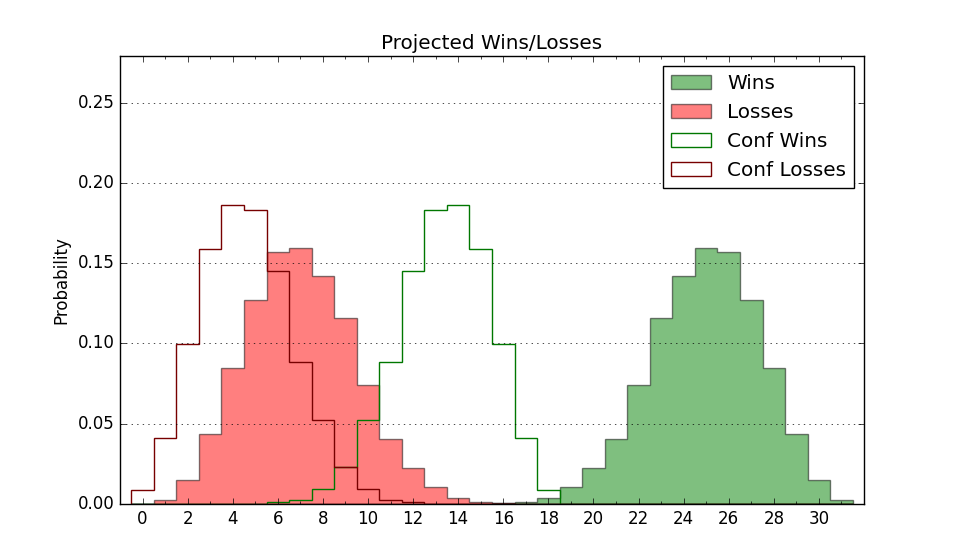 Projected Wins/Losses
Wins
Losses
Conf Wins
Conf Losses
Probability
0.25
0.20
0.15
0.10
0.05
0.00
0 2 4 6 8 10 12 14 16 18 20 22 24 26 28 30